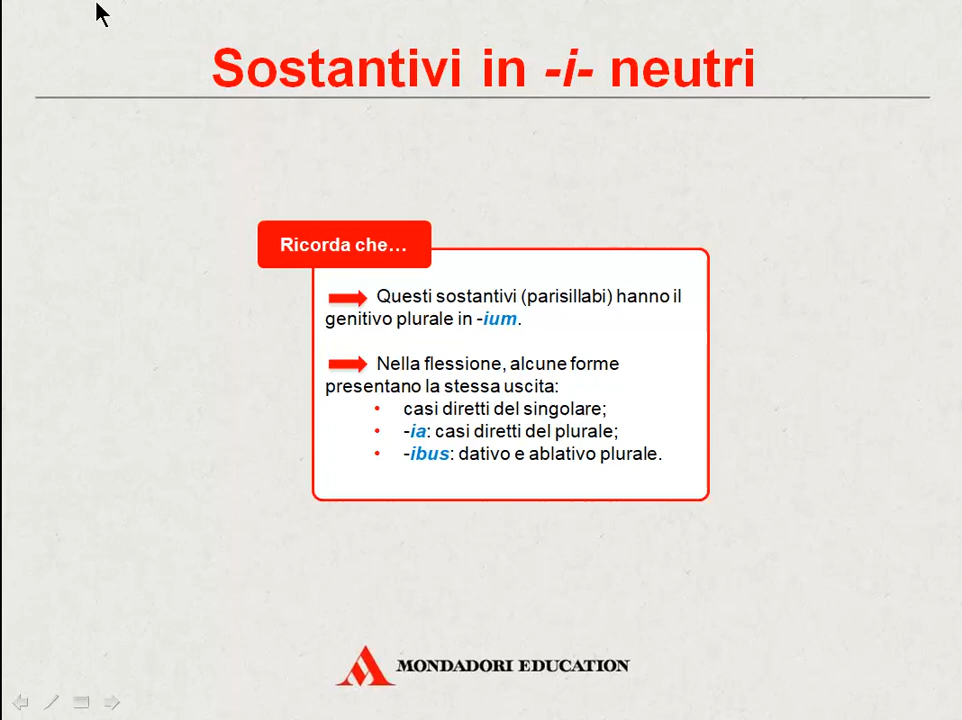 Sostantivi in -i- neutri
Ricorda che…
Questi sostantivi (parisillabi) hanno il
genitivo plurale in -ium.
Nella flessione, alcune forme
presentano la stessa uscita:
• casi diretti del singolare;
• -ia: casi diretti del plurale;
• -ibus: dativo e ablativo plurale.
MONDADORI EDUCATION